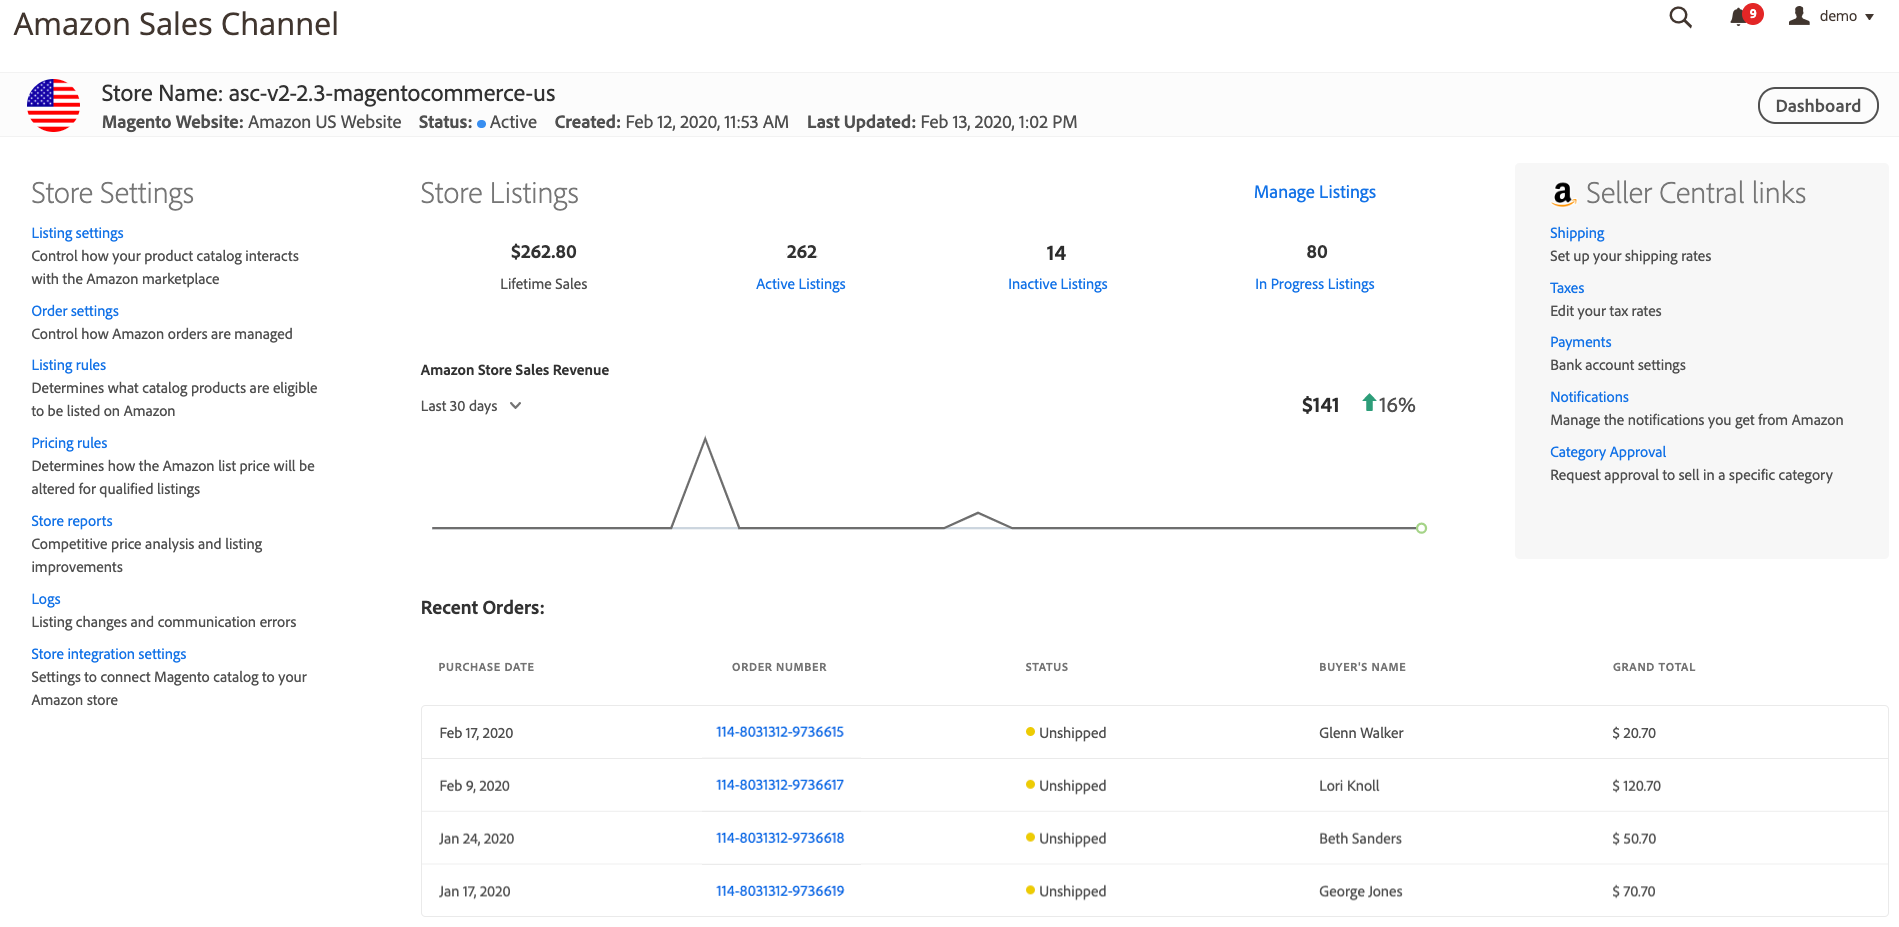 Amazon Sales Channel
9
demo
Store Name: asc-v2-2.3-magentocommerce-us
Magento Website: Amazon US Website Status: Active Created: Feb 12, 2020, 11:53 AM Last Updated: Feb 13, 2020, 1:02 PM
Dashboard
Store Settings
Listing settings
Control how your product catalog interacts
with the Amazon marketplace
Order settings
Control how Amazon orders are managed
Listing rules
Determines what catalog products are eligible
to be listed on Amazon
Pricing rules
Determines how the Amazon list price will be
altered for qualified listings
Store reports
Competitive price analysis and listing
improvements
Logs
Listing changes and communication errors
Store integration settings
Settings to connect Magento catalog to your
Amazon store
Store Listings
Manage Listings
$262.80 262 14 80
Lifetime Sales Active Listings Inactive Listings In Progress Listings
Amazon Store Sales Revenue
Last 30 days
$141 16%
a Seller Central links
Shipping
Set up your shipping rates
Taxes
Edit your tax rates
Payments
Bank account settings
Notifications
Manage the notifications you get from Amazon
Category Approval
Request approval to sell in a specific category
Recent Orders:
PURCHASE DATE ORDER NUMBER STATUS BUYER'S NAME GRAND TOTAL
Feb 17, 2020 114-8031312-9736615 Unshipped Glenn Walker $ 20.70
Feb 9, 2020 114-8031312-9736617 Unshipped Lori Knoll $ 120.70
Jan 24, 2020 114-8031312-9736618 Unshipped Beth Sanders $ 50.70
Jan 17, 2020 114-8031312-9736619 Unshipped George Jones $ 70.70